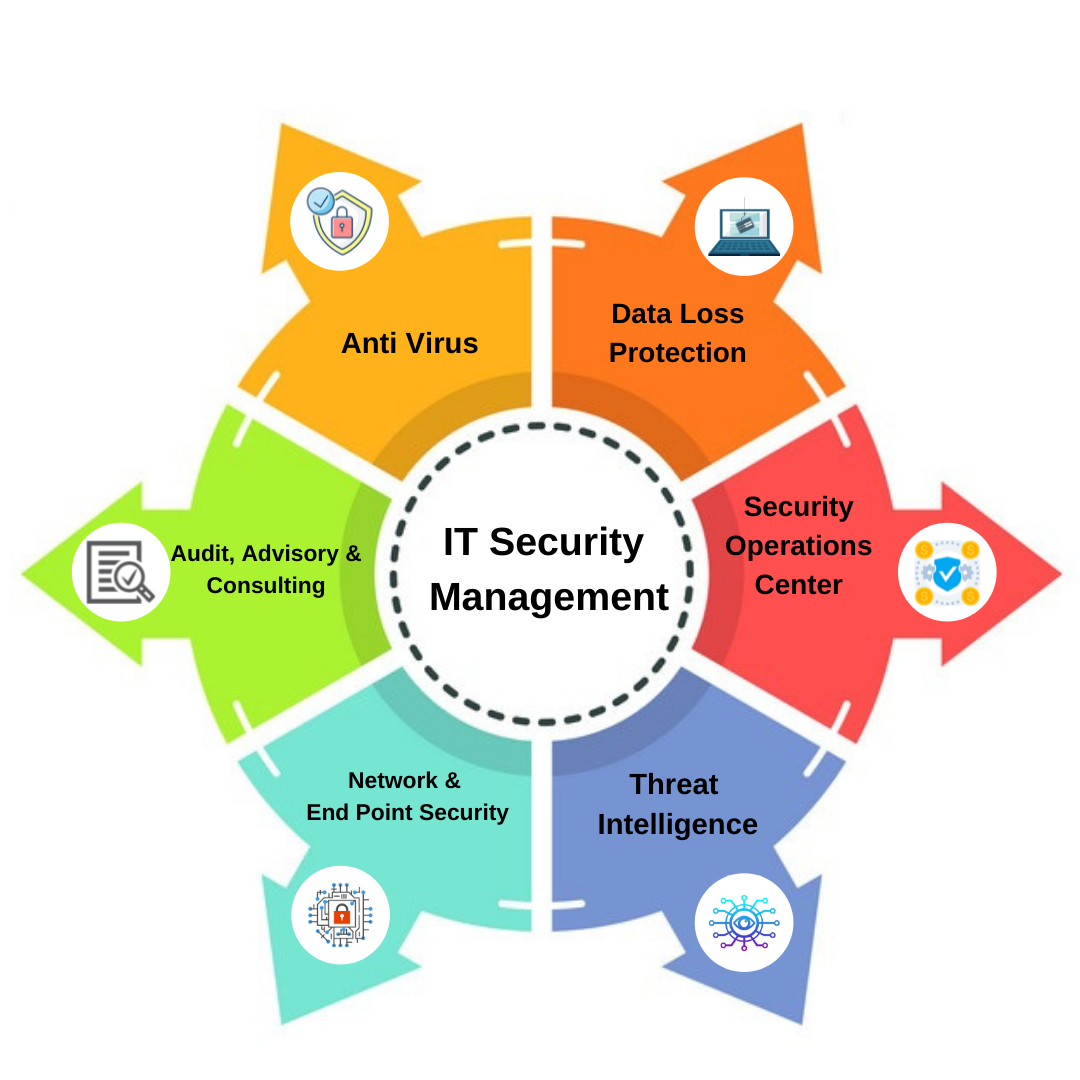 Anti Virus
Data Loss
Protection
Security
Operations
Center
Audit, Advisory &
Consulting
IT Security
Management
Network &
End Point Security
Threat
Intelligence